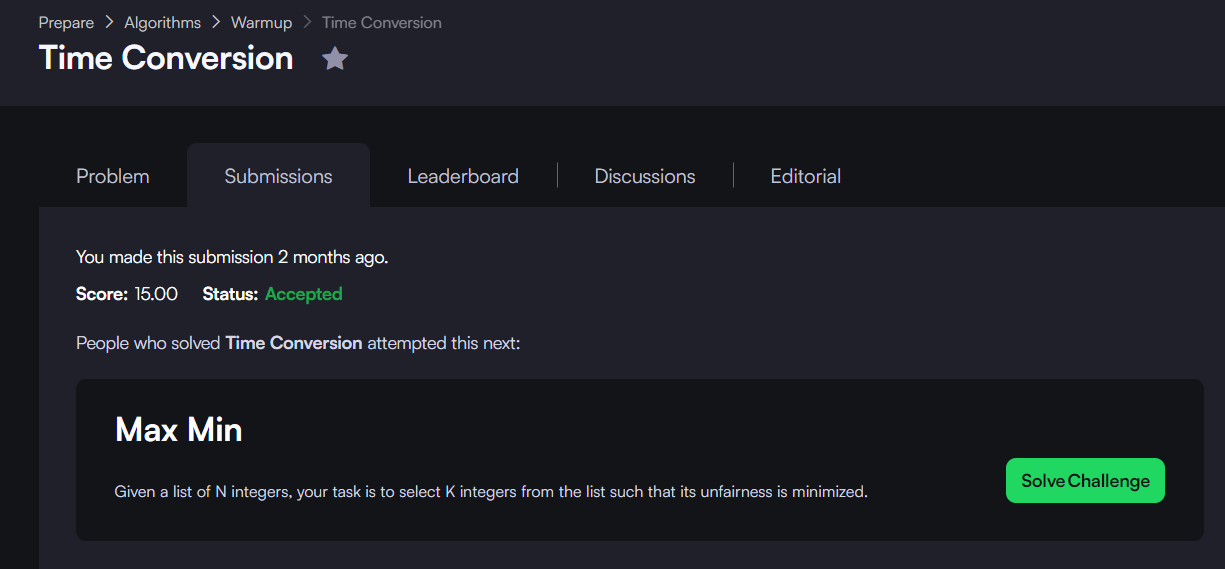 Prepare > Algorithms > Warmup > Time Conversion
Time Conversion
Problem Submissions Leaderboard Discussions Editorial
You made this submission 2 months ago.
Score: 15.00 Status: Accepted
People who solved Time Conversion attempted this next:
Max Min
Given a list of N integers, your task is to select K integers from the list such that its unfairness is minimized.
Solve Challenge